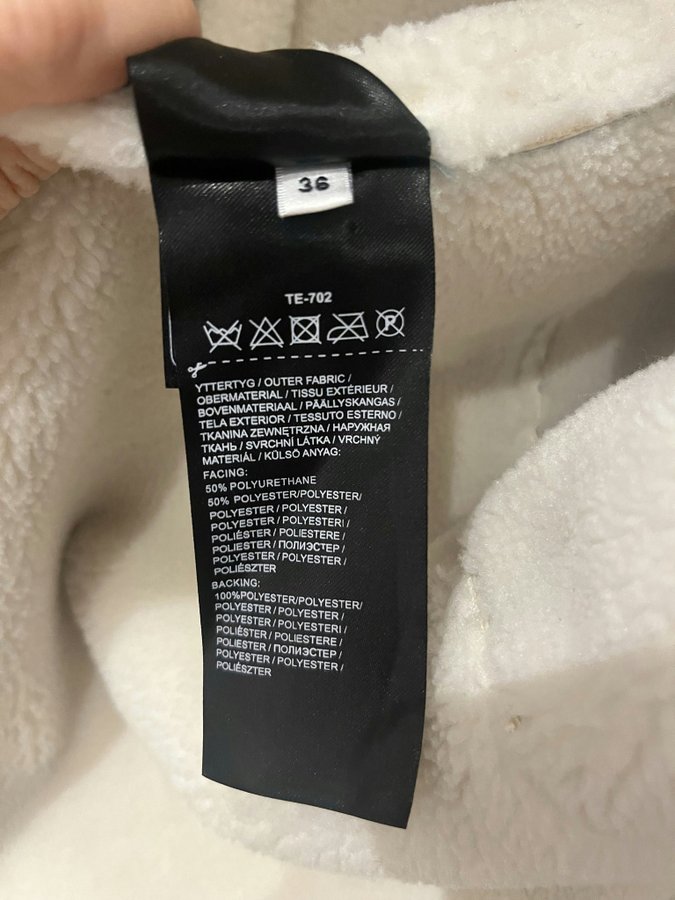 36
TE-702
P
YTTERTYG / OUTER FABRIC /
OBERMATERIAL / TISSU EXTÉRIEUR /
BOVENMATERIAAL / PÄÄLLYSKANGAS /
TELA EXTERIOR / TESSUTO ESTERNO /
TKANINA ZEWNĘTRZNA / НАРУЖНАЯ
ТКАНЬ / SVRCHNÍ LÁTKA / VRCHNÝ
MATERIÁL / KÜLSŐ ANYAG:
FACING:
50% POLYURETHANE
50% POLYESTER/POLYESTER/
POLYESTER / POLYESTER /
POLYESTER / POLYESTERI /
POLIÉSTER / POLIESTERE /
POLIESTER / ПОЛИЭСТЕР /
POLYESTER / POLYESTER /
POLIÉSZTER
BACKING:
100%POLYESTER/POLYESTER/
POLYESTER / POLYESTER /
POLYESTER / POLYESTERI /
POLIÉSTER / POLIESTERE /
POLIESTER / ПОЛИЭСТЕР /
POLYESTER / POLYESTER /
POLIÉSZTER